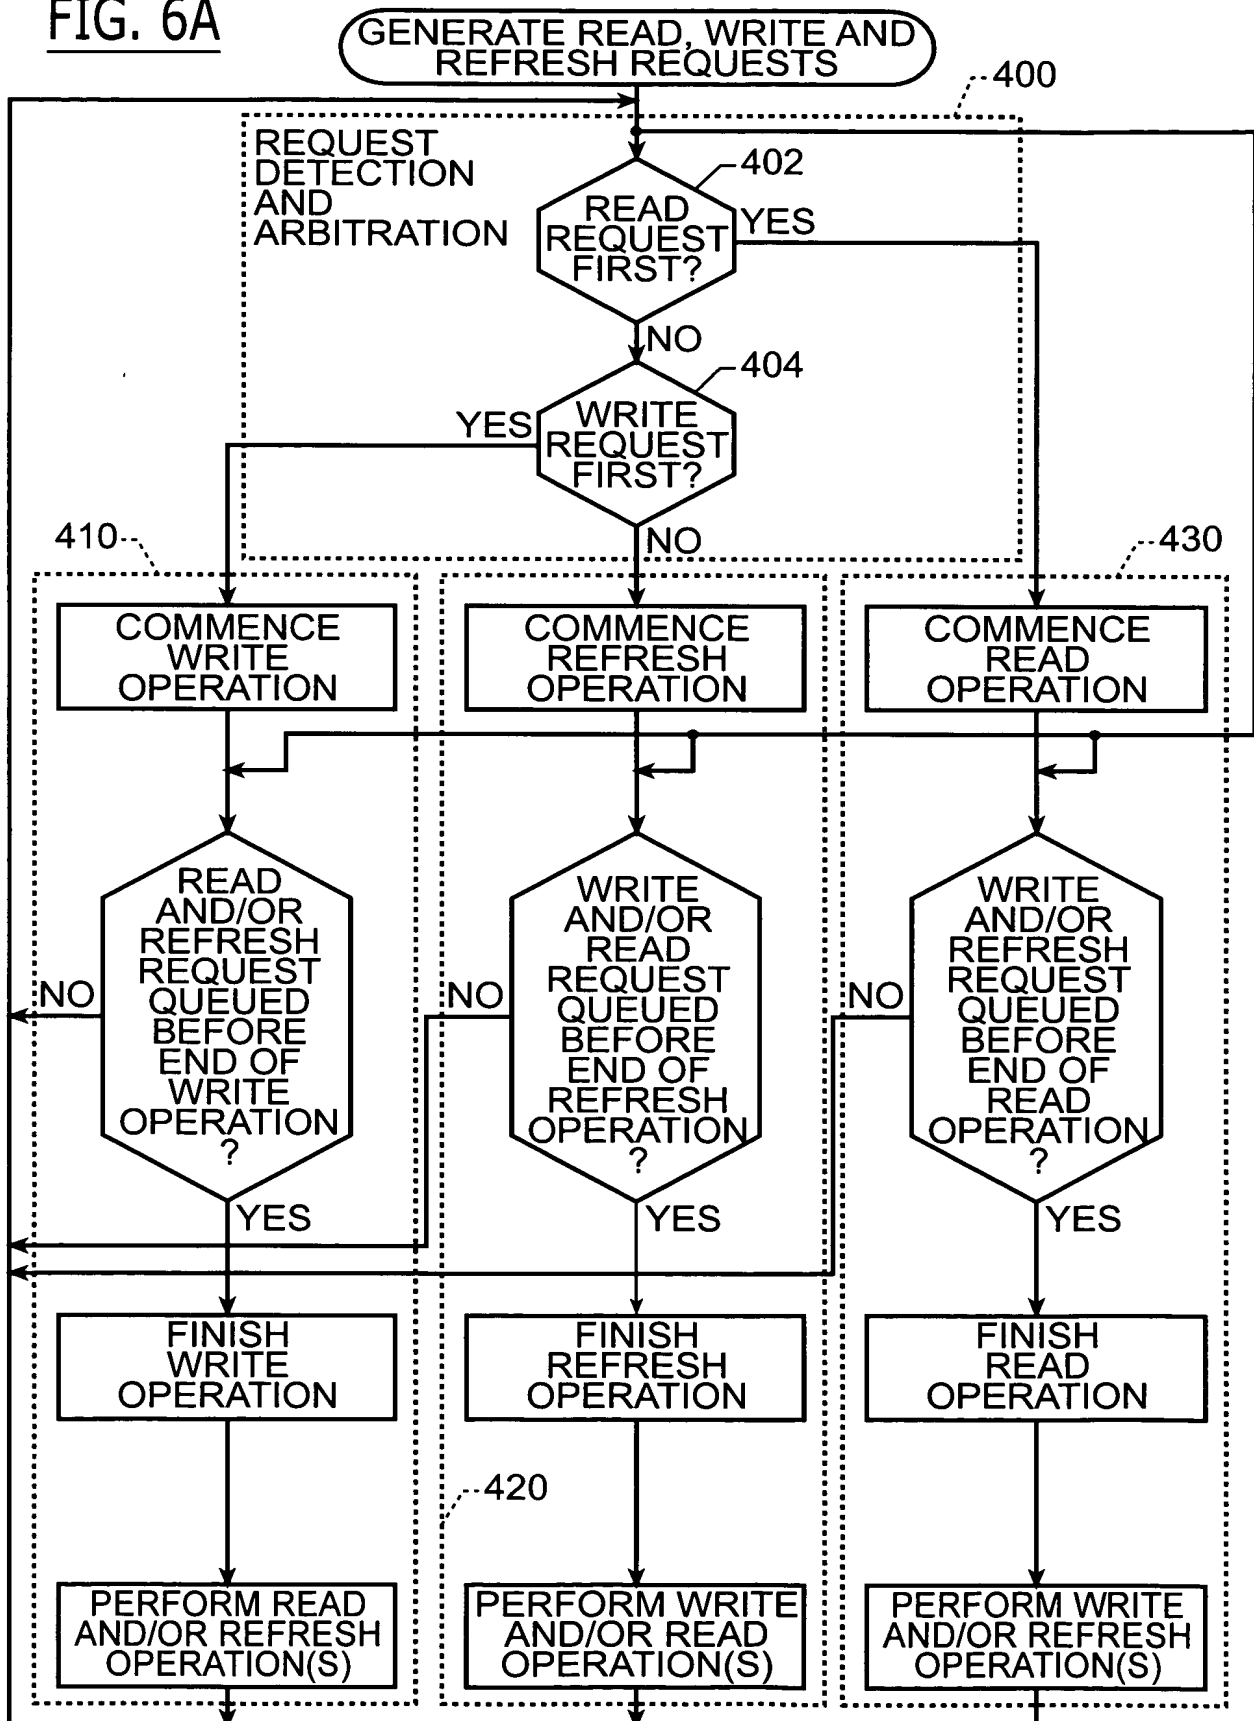 FIG. 6A
GENERATE READ, WRITE AND
REFRESH REQUESTS
400
REQUEST
DETECTION
AND
ARBITRATION
402
READ
REQUEST
FIRST?
YES
NO
404
WRITE
REQUEST
FIRST?
YES
NO
410
430
COMMENCE
WRITE
OPERATION
COMMENCE
REFRESH
OPERATION
COMMENCE
READ
OPERATION
READ
AND/OR
REFRESH
REQUEST
QUEUED
BEFORE
END OF
WRITE
OPERATION
?
NO
YES
WRITE
AND/OR
READ
REQUEST
QUEUED
BEFORE
END OF
REFRESH
OPERATION
?
NO
YES
WRITE
AND/OR
REFRESH
REQUEST
QUEUED
BEFORE
END OF
READ
OPERATION
?
NO
YES
FINISH
WRITE
OPERATION
FINISH
REFRESH
OPERATION
FINISH
READ
OPERATION
420
PERFORM READ
AND/OR REFRESH
OPERATION(S)
PERFORM WRITE
AND/OR READ
OPERATION(S)
PERFORM WRITE
AND/OR REFRESH
OPERATION(S)